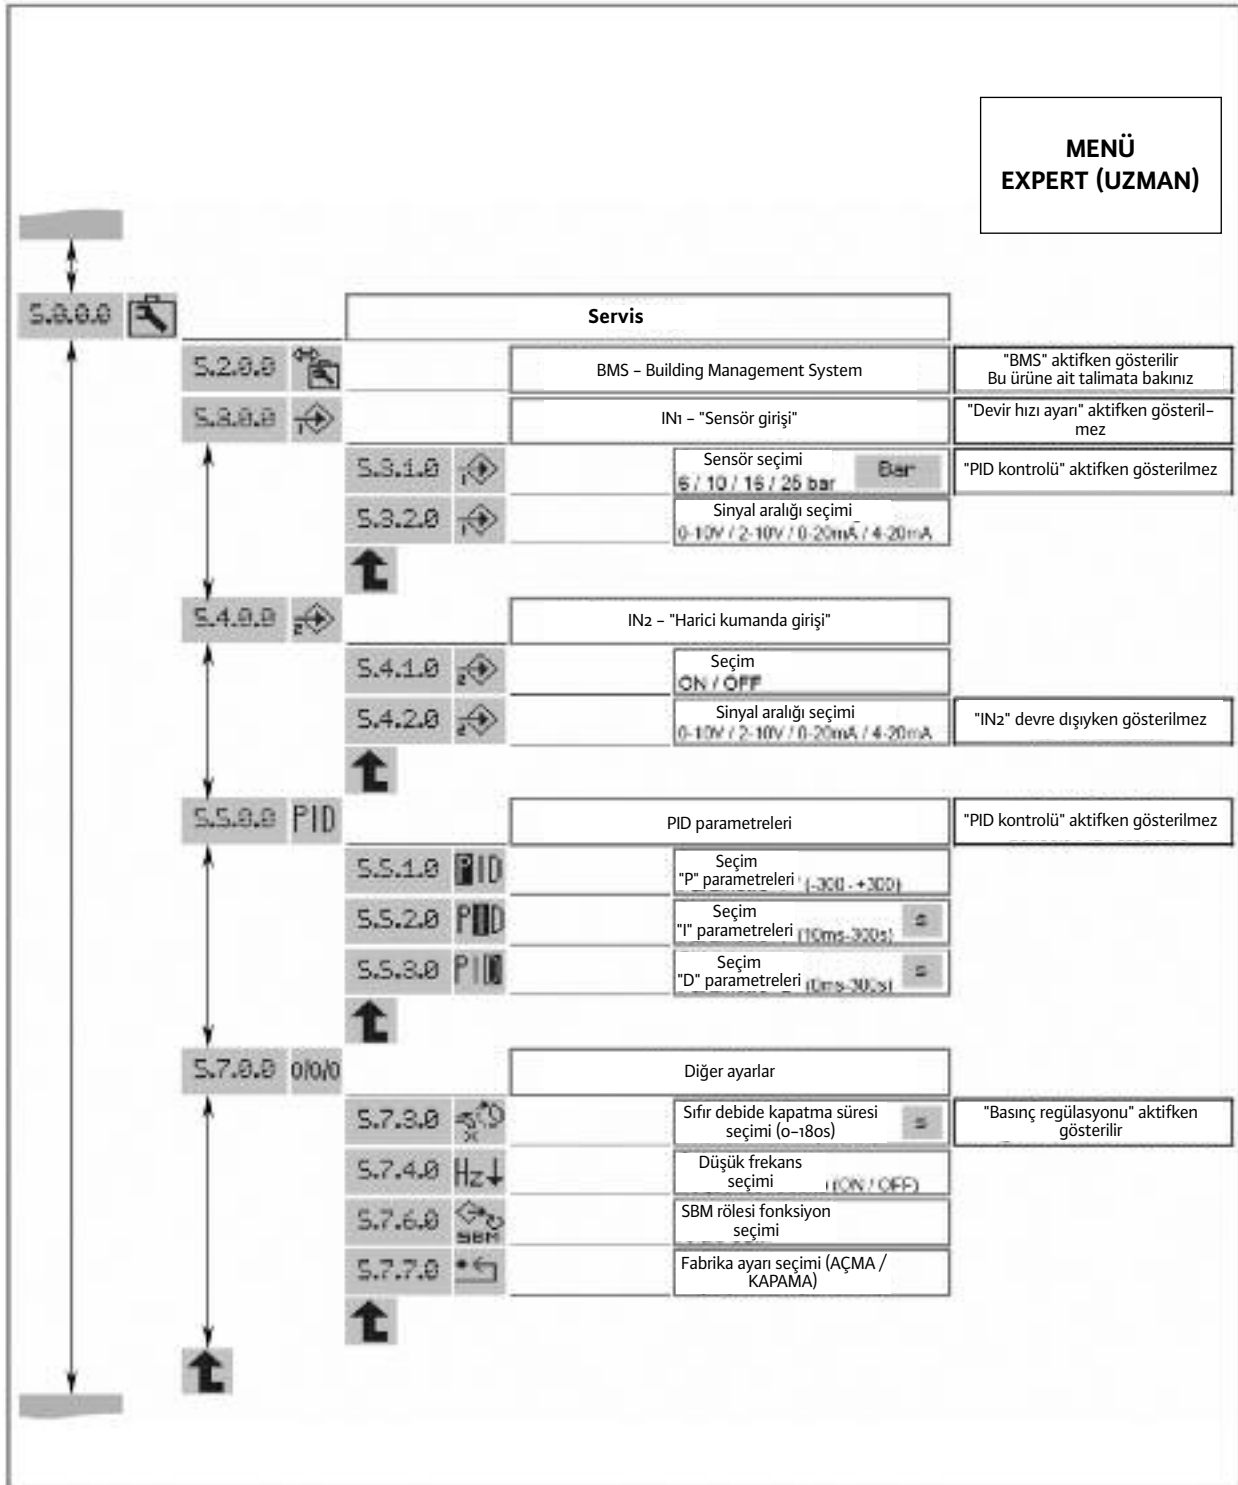 MENÜ
EXPERT (UZMAN)
5.0.0.0
Servis
5.2.0.0
BMS – Building Management System
"BMS" aktifken gösterilir
Bu ürüne ait talimata bakınız
5.3.0.0
1
IN1 – "Sensör girişi"
"Devir hızı ayarı" aktifken gösteril–
mez
5.3.1.0
1
Sensör seçimi
6 / 10 / 16 / 25 bar
Bar
"PID kontrolü" aktifken gösterilmez
5.3.2.0
1
Sinyal aralığı seçimi
0-10V / 2-10V / 0-20mA / 4-20mA
5.4.0.0
2
IN2 – "Harici kumanda girişi"
5.4.1.0
2
Seçim
ON / OFF
5.4.2.0
2
Sinyal aralığı seçimi
0-10V / 2-10V / 0-20mA / 4-20mA
"IN2" devre dışıyken gösterilmez
5.5.0.0 PID
PID parametreleri
"PID kontrolü" aktifken gösterilmez
5.5.1.0 PID
Seçim
"P" parametreleri (-300 - +300)
5.5.2.0 PID
Seçim
"I" parametreleri (10ms-300s)
s
5.5.3.0 PID
Seçim
"D" parametreleri (0ms-300s)
s
5.7.0.0 0/0/0
Diğer ayarlar
5.7.3.0
Sıfır debide kapatma süresi
seçimi (0–180s)
s
"Basınç regülasyonu" aktifken
gösterilir
5.7.4.0 Hz
Düşük frekans
seçimi (ON / OFF)
5.7.6.0 SBM
SBM rölesi fonksiyon
seçimi
5.7.7.0
Fabrika ayarı seçimi (AÇMA /
KAPAMA)